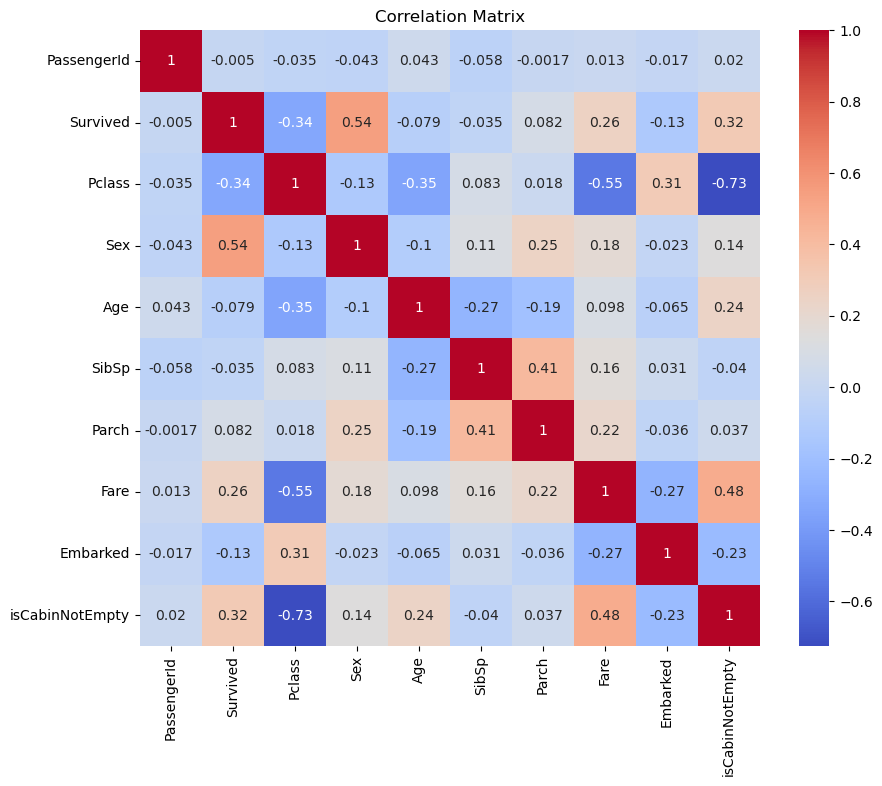 Correlation Matrix
PassengerId 1 -0.005 -0.035 -0.043 0.043 -0.058 -0.0017 0.013 -0.017 0.02
Survived -0.005 1 -0.34 0.54 -0.079 -0.035 0.082 0.26 -0.13 0.32
Pclass -0.035 -0.34 1 -0.13 -0.35 0.083 0.018 -0.55 0.31 -0.73
Sex -0.043 0.54 -0.13 1 -0.1 0.11 0.25 0.18 -0.023 0.14
Age 0.043 -0.079 -0.35 -0.1 1 -0.27 -0.19 0.098 -0.065 0.24
SibSp -0.058 -0.035 0.083 0.11 -0.27 1 0.41 0.16 0.031 -0.04
Parch -0.0017 0.082 0.018 0.25 -0.19 0.41 1 0.22 -0.036 0.037
Fare 0.013 0.26 -0.55 0.18 0.098 0.16 0.22 1 -0.27 0.48
Embarked -0.017 -0.13 0.31 -0.023 -0.065 0.031 -0.036 -0.27 1 -0.23
isCabinNotEmpty 0.02 0.32 -0.73 0.14 0.24 -0.04 0.037 0.48 -0.23 1
PassengerId
Survived
Pclass
Sex
Age
SibSp
Parch
Fare
Embarked
isCabinNotEmpty
1.0
0.8
0.6
0.4
0.2
0.0
−0.2
−0.4
−0.6